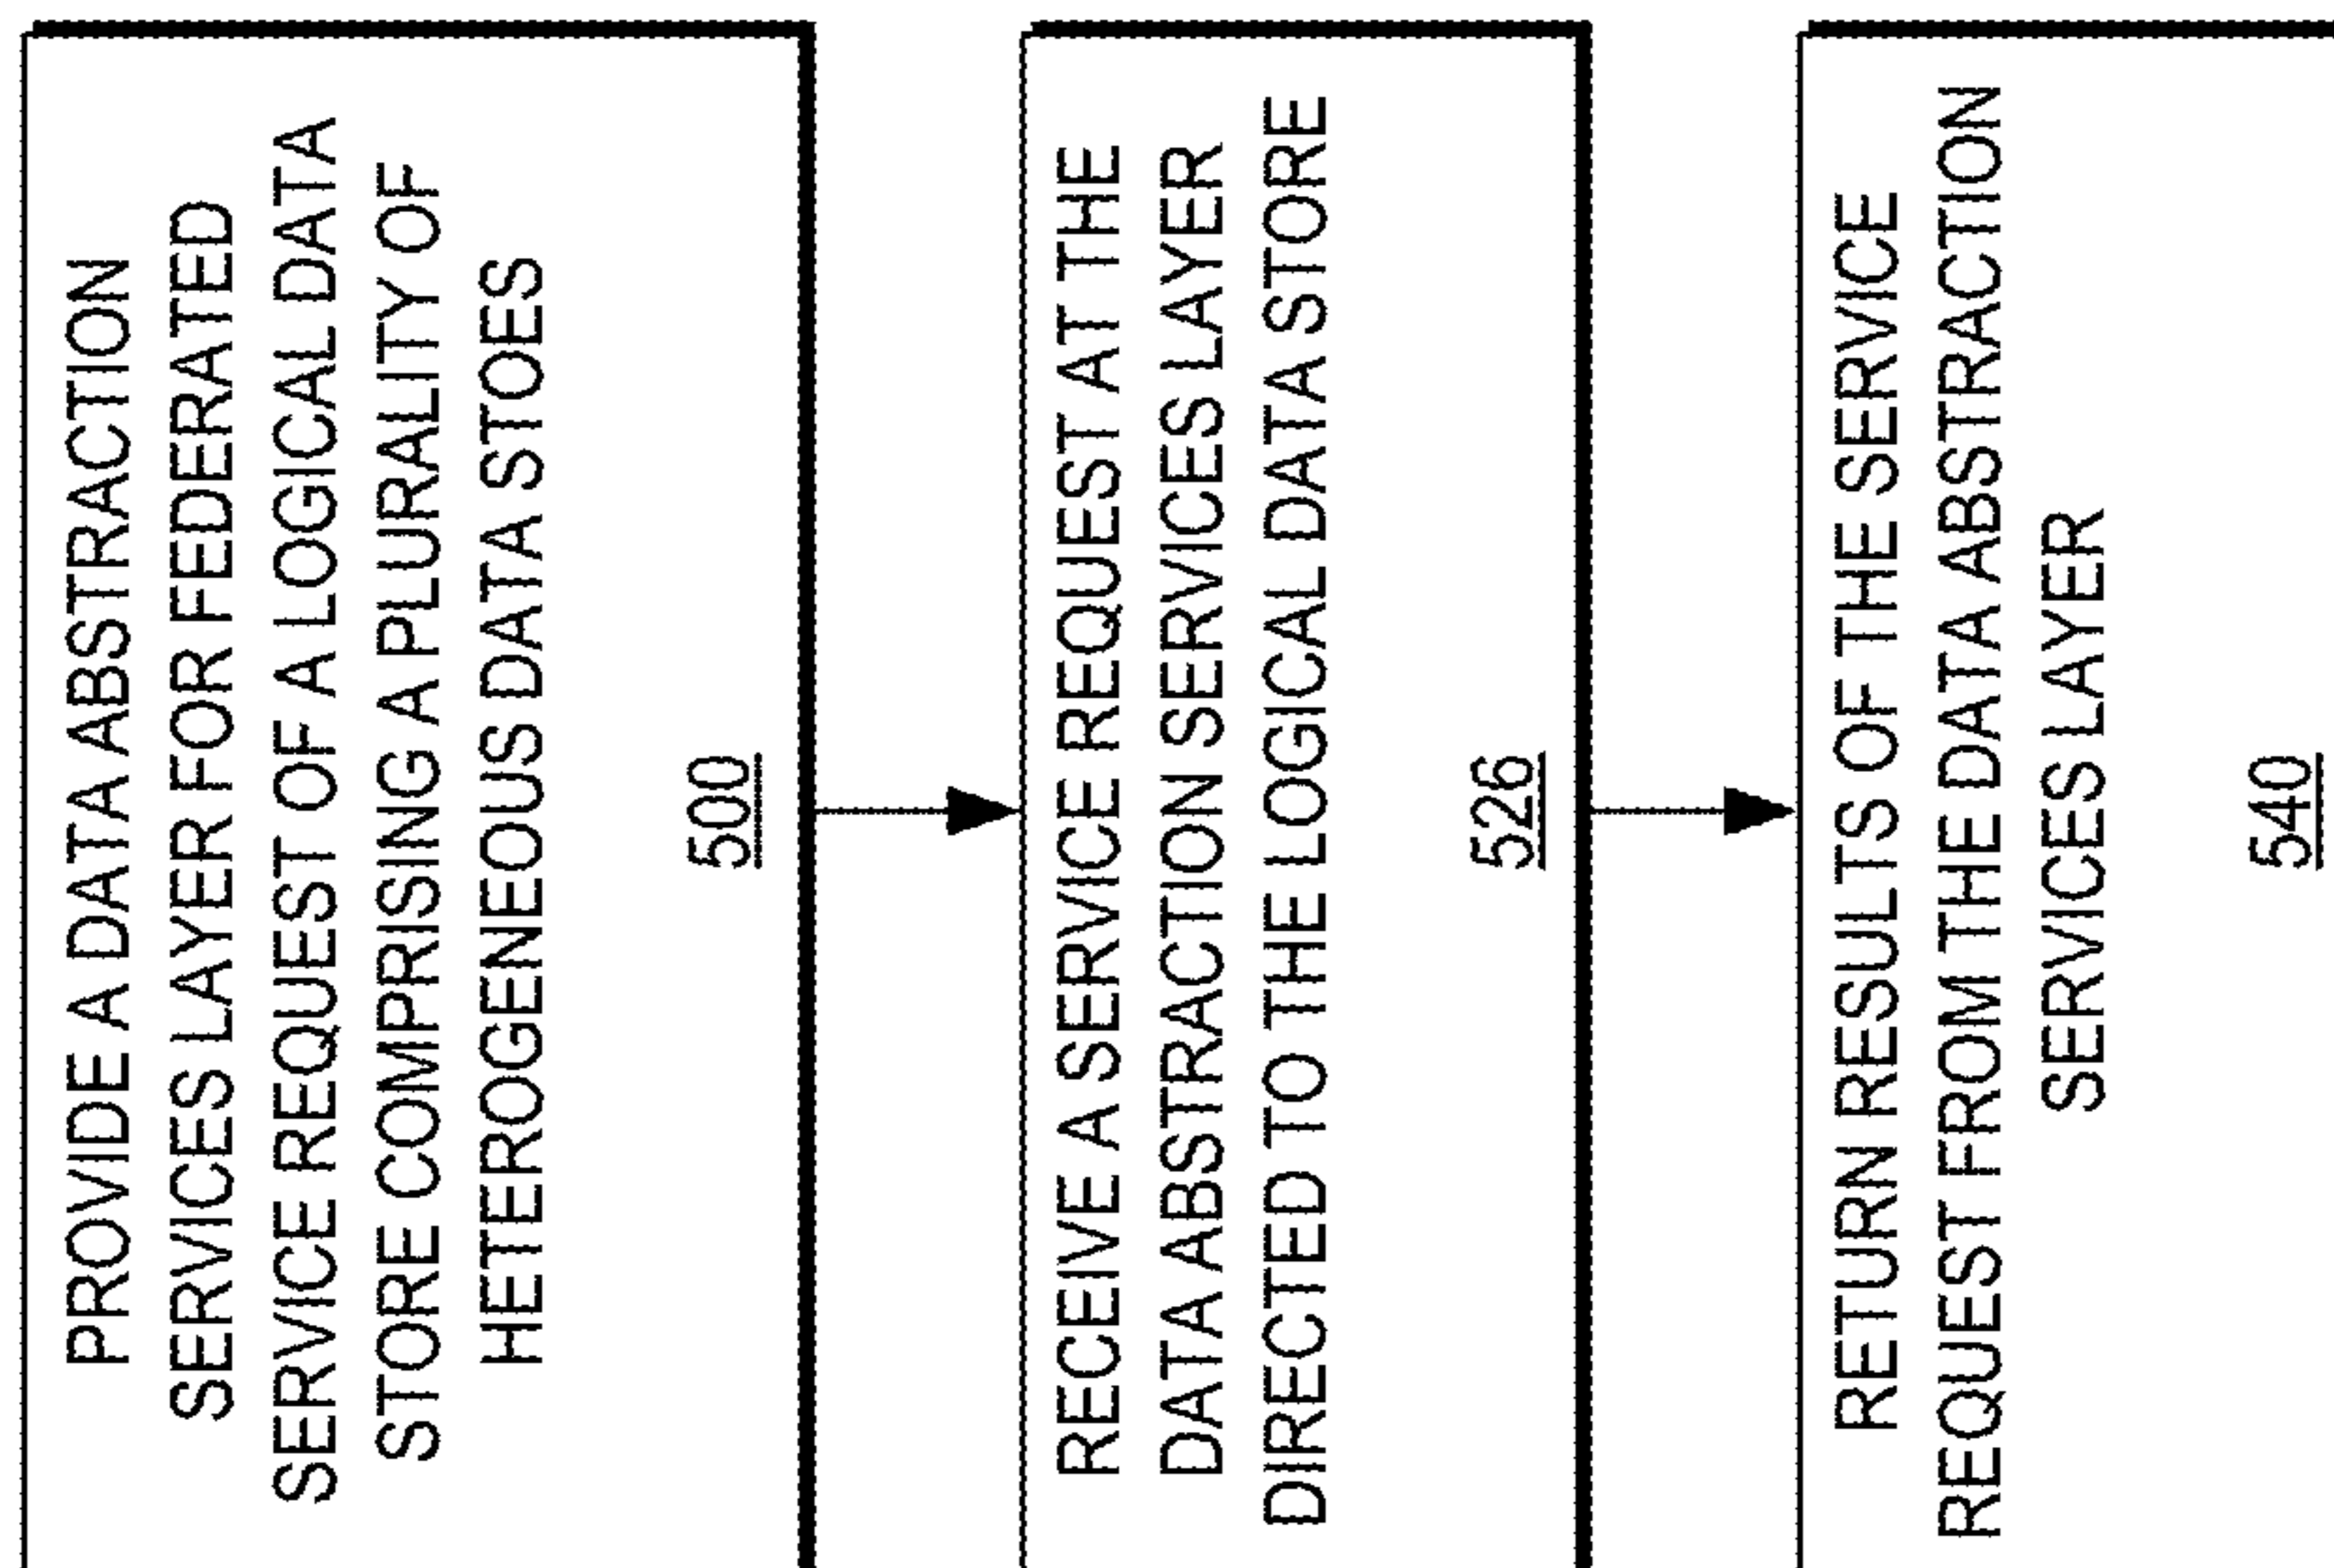 PROVIDE A DATA ABSTRACTION
SERVICES LAYER FOR FEDERATED
SERVICE REQUEST OF A LOGICAL DATA
STORE COMPRISING A PLURALITY OF
HETEROGENEOUS DATA STOES
500
RECEIVE A SERVICE REQUEST AT THE
DATA ABSTRACTION SERVICES LAYER
DIRECTED TO THE LOGICAL DATA STORE
526
RETURN RESULTS OF THE SERVICE
REQUEST FROM THE DATA ABSTRACTION
SERVICES LAYER
540